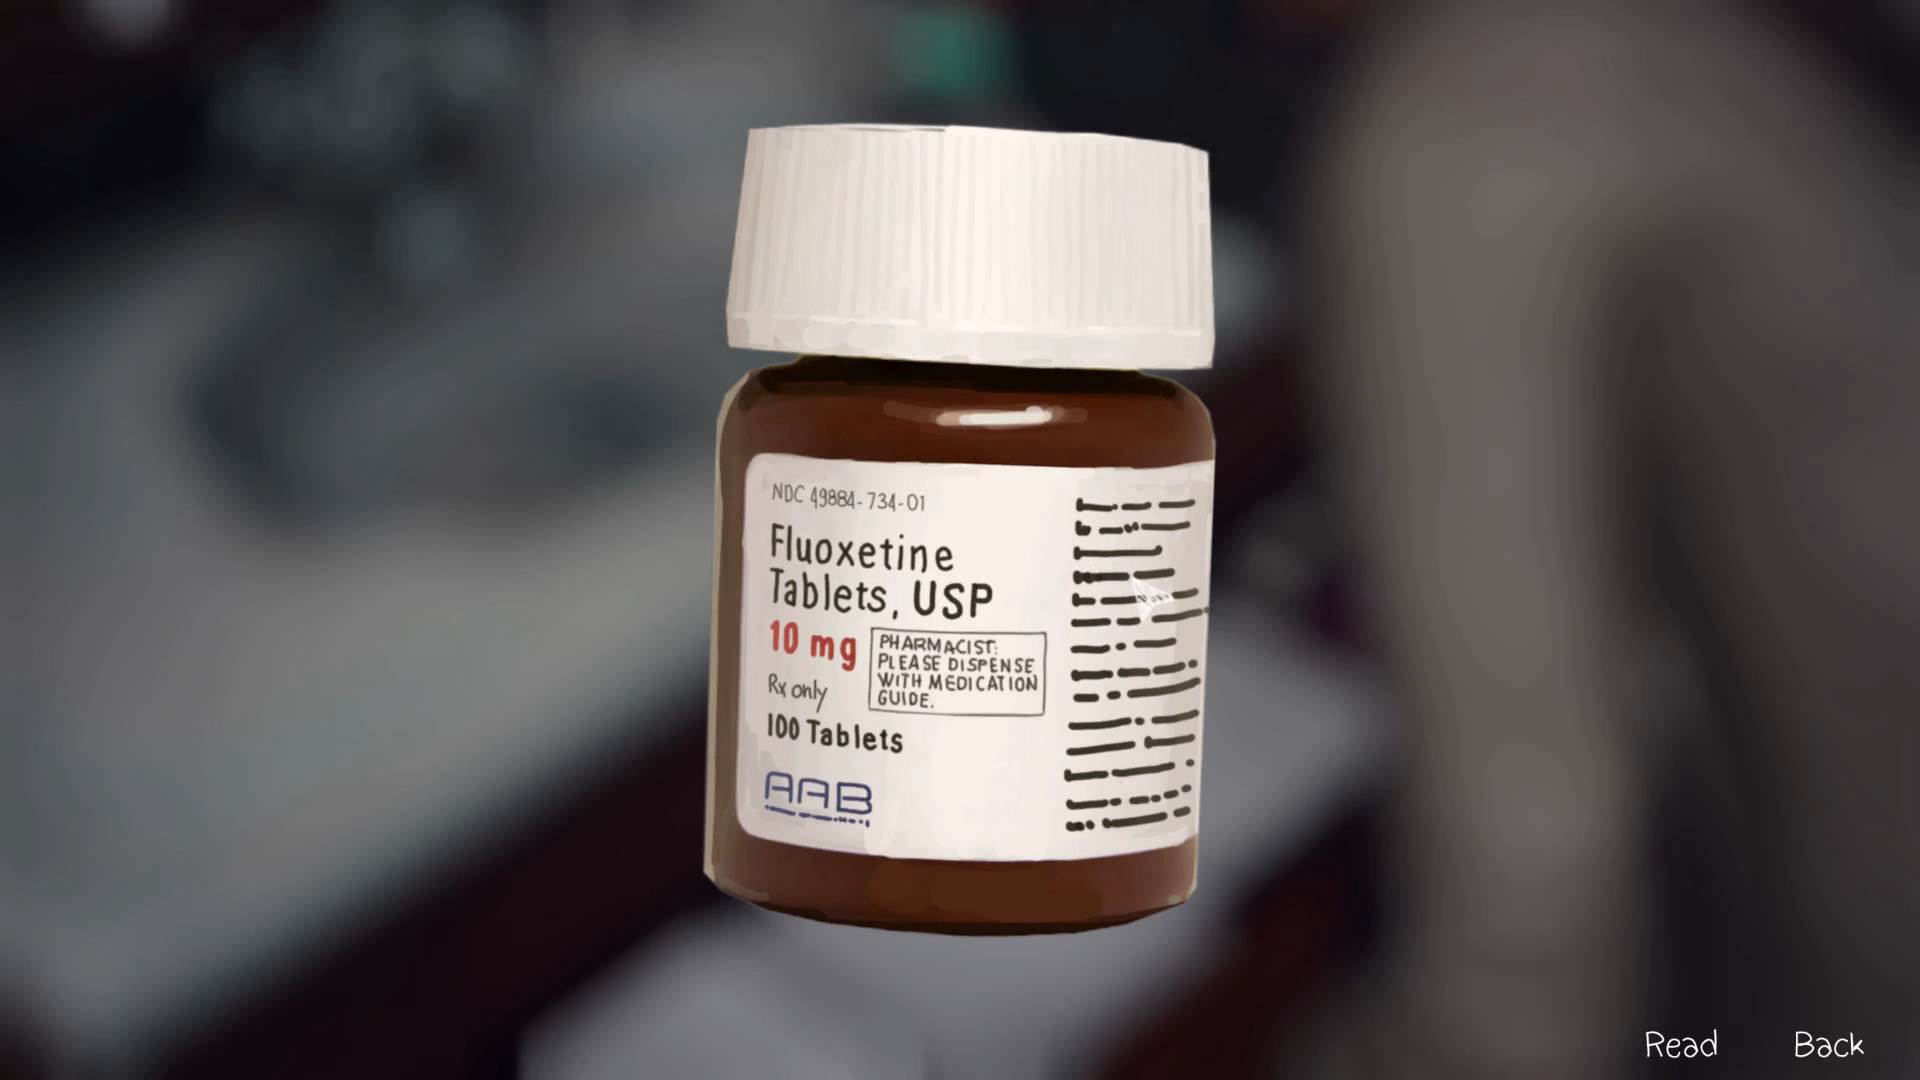 NDC 49884-734-01
Fluoxetine
Tablets, USP
10 mg
PHARMACIST:
PLEASE DISPENSE
WITH MEDICATION
GUIDE.
Rx only
100 Tablets
AAB
Read
Back